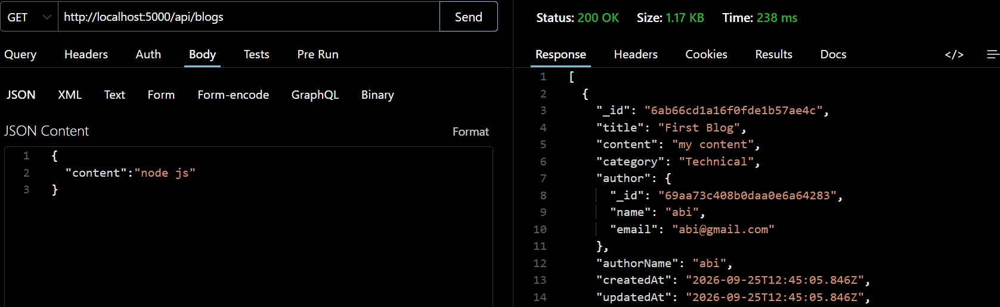 GET http://localhost:5000/api/blogs Send
Query Headers Auth Body Tests Pre Run
JSON XML Text Form Form-encode GraphQL Binary
JSON Content Format
1 {
2 "content":"node js"
3 }
Status: 200 OK Size: 1.17 KB Time: 238 ms
Response Headers Cookies Results Docs </>
1 [
2 {
3 "_id": "6ab66cd1a16f0fde1b57ae4c",
4 "title": "First Blog",
5 "content": "my content",
6 "category": "Technical",
7 "author": {
8 "_id": "69aa73c408b0daa0e6a64283",
9 "name": "abi",
10 "email": "abi@gmail.com"
11 },
12 "authorName": "abi",
13 "createdAt": "2026-09-25T12:45:05.846Z",
14 "updatedAt": "2026-09-25T12:45:05.846Z",